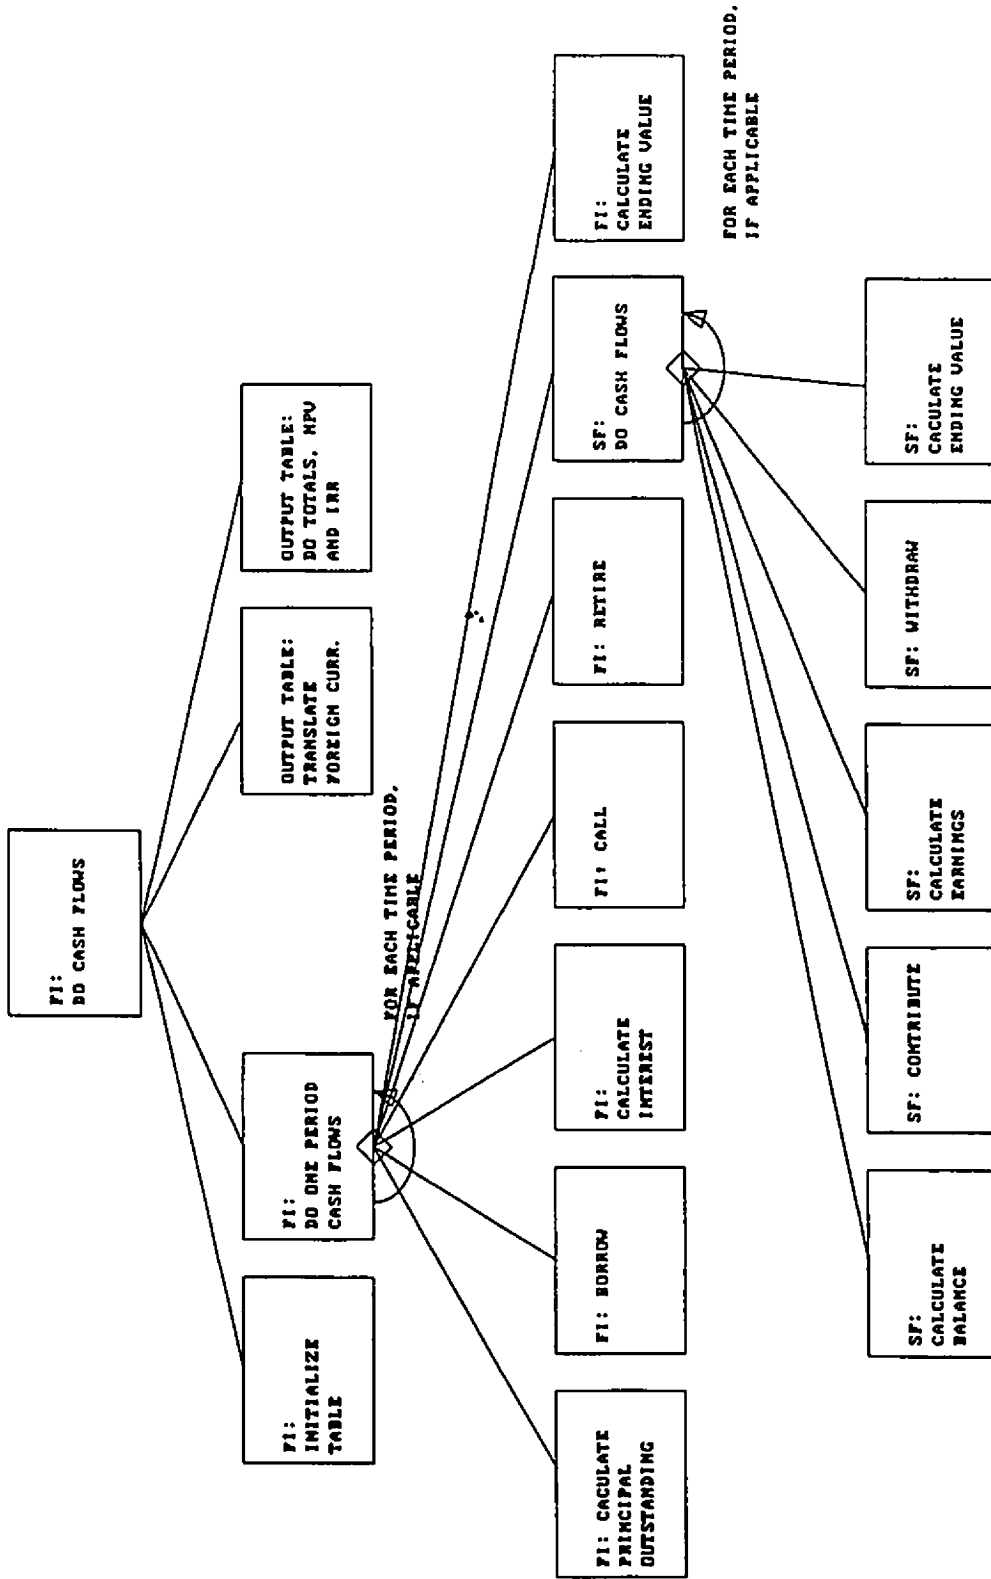 FI:
DO CASH FLOWS
FI:
INITIALIZE
TABLE
FI:
DO ONE PERIOD
CASH FLOWS
OUTPUT TABLE:
TRANSLATE
FOREIGN CURR.
OUTPUT TABLE:
DO TOTALS, NPV
AND IRR
FOR EACH TIME PERIOD,
IF APPLICABLE
FI: CACULATE
PRINCIPAL
OUTSTANDING
FI: BORROW
FI:
CALCULATE
INTEREST
FI: CALL
FI: RETIRE
SF:
DO CASH FLOWS
FI:
CALCULATE
ENDING VALUE
FOR EACH TIME PERIOD,
IF APPLICABLE
SF:
CALCULATE
BALANCE
SF: CONTRIBUTE
SF:
CALCULATE
EARNINGS
SF: WITHDRAW
SF:
CACULATE
ENDING VALUE